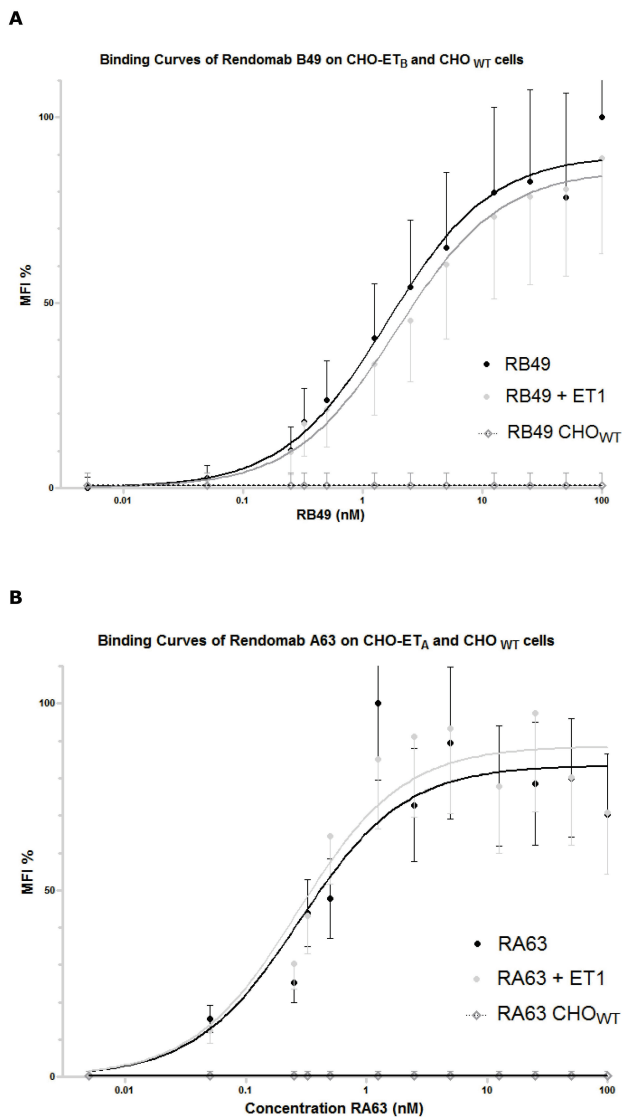 A
Binding Curves of Rendomab B49 on CHO-ETB and CHO WT cells
100
50
0
MFI %
0.01 0.1 1 10 100
RB49 (nM)
RB49
RB49 + ET1
RB49 CHOWT
B
Binding Curves of Rendomab A63 on CHO-ETA and CHO WT cells
100
50
0
MFI %
0.01 0.1 1 10 100
Concentration RA63 (nM)
RA63
RA63 + ET1
RA63 CHOWT